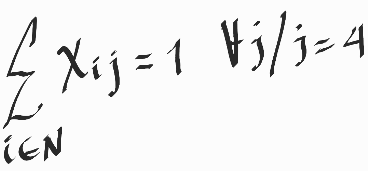 ∑ xij = 1 ∀j/j=4
i∈N